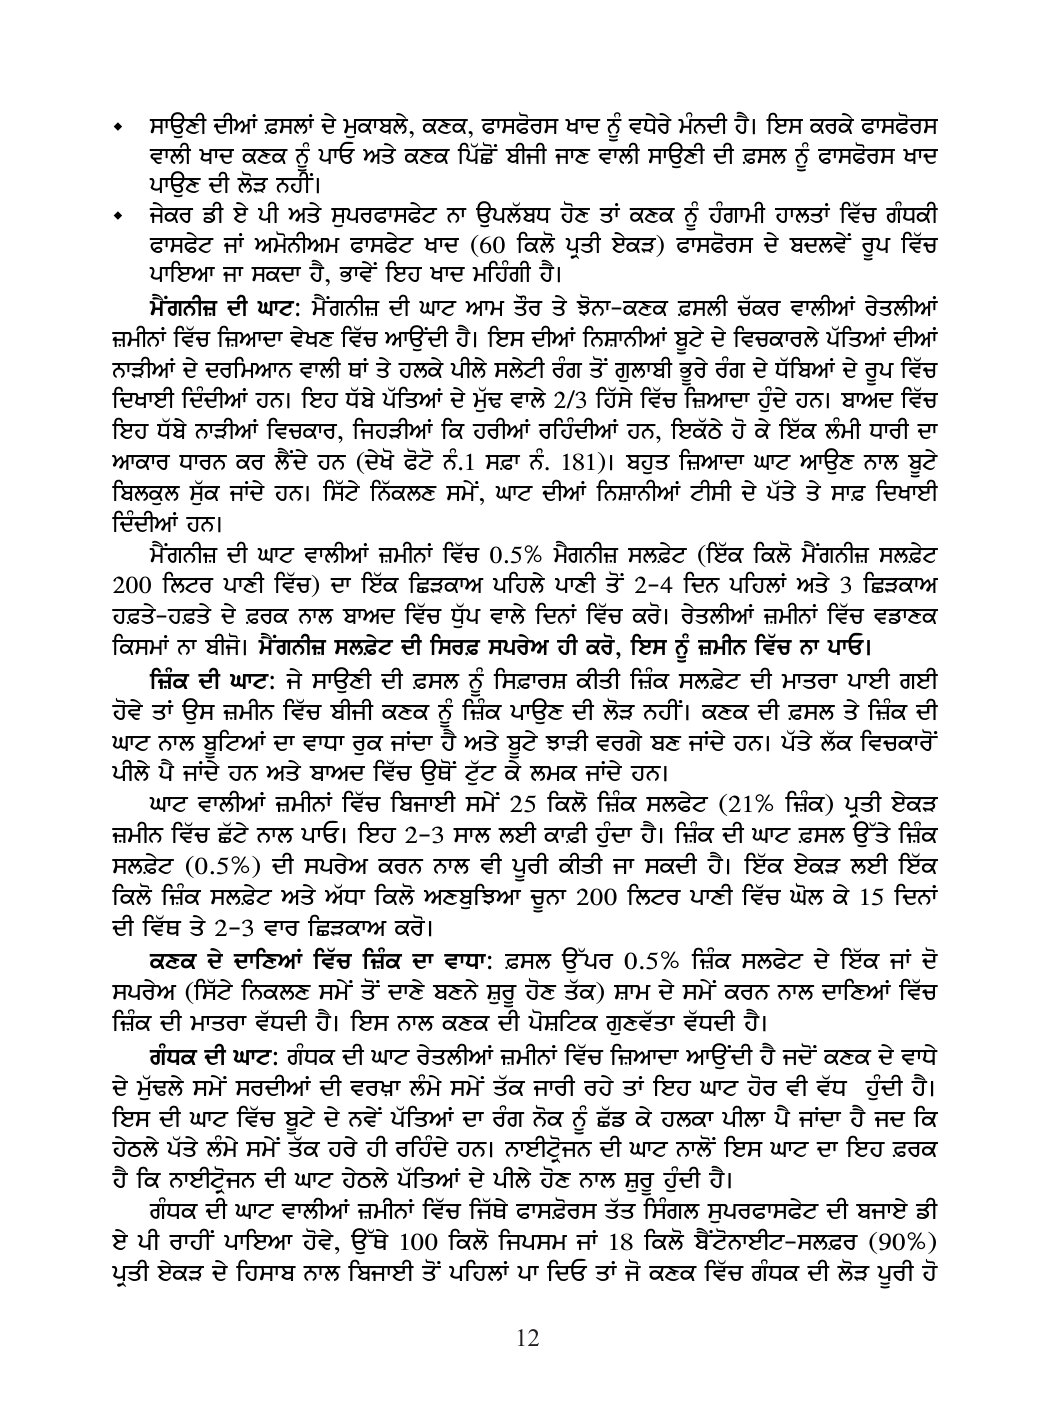 ⬩ ਸਾਉਣੀ ਦੀਆਂ ਫ਼ਸਲਾਂ ਦੇ ਮੁਕਾਬਲੇ, ਕਣਕ, ਫਾਸਫੋਰਸ ਖਾਦ ਨੂੰ ਵਧੇਰੇ ਮੰਨਦੀ ਹੈ। ਇਸ ਕਰਕੇ ਫਾਸਫੋਰਸ
ਵਾਲੀ ਖਾਦ ਕਣਕ ਨੂੰ ਪਾਓ ਅਤੇ ਕਣਕ ਪਿੱਛੋਂ ਬੀਜੀ ਜਾਣ ਵਾਲੀ ਸਾਉਣੀ ਦੀ ਫ਼ਸਲ ਨੂੰ ਫਾਸਫੋਰਸ ਖਾਦ
ਪਾਉਣ ਦੀ ਲੋੜ ਨਹੀਂ।
⬩ ਜੇਕਰ ਡੀ ਏ ਪੀ ਅਤੇ ਸੁਪਰਫਾਸਫੇਟ ਨਾ ਉਪਲੱਬਧ ਹੋਣ ਤਾਂ ਕਣਕ ਨੂੰ ਹੰਗਾਮੀ ਹਾਲਤਾਂ ਵਿੱਚ ਗੰਧਕੀ
ਫਾਸਫੇਟ ਜਾਂ ਅਮੋਨੀਅਮ ਫਾਸਫੇਟ ਖਾਦ (60 ਕਿਲੋ ਪ੍ਰਤੀ ਏਕੜ) ਫਾਸਫੋਰਸ ਦੇ ਬਦਲਵੇਂ ਰੂਪ ਵਿੱਚ
ਪਾਇਆ ਜਾ ਸਕਦਾ ਹੈ, ਭਾਵੇਂ ਇਹ ਖਾਦ ਮਹਿੰਗੀ ਹੈ।
ਮੈਂਗਨੀਜ਼ ਦੀ ਘਾਟ: ਮੈਂਗਨੀਜ਼ ਦੀ ਘਾਟ ਆਮ ਤੌਰ ਤੇ ਝੋਨਾ-ਕਣਕ ਫ਼ਸਲੀ ਚੱਕਰ ਵਾਲੀਆਂ ਰੇਤਲੀਆਂ
ਜ਼ਮੀਨਾਂ ਵਿੱਚ ਜ਼ਿਆਦਾ ਵੇਖਣ ਵਿੱਚ ਆਉਂਦੀ ਹੈ। ਇਸ ਦੀਆਂ ਨਿਸ਼ਾਨੀਆਂ ਬੂਟੇ ਦੇ ਵਿਚਕਾਰਲੇ ਪੱਤਿਆਂ ਦੀਆਂ
ਨਾੜੀਆਂ ਦੇ ਦਰਮਿਆਨ ਵਾਲੀ ਥਾਂ ਤੇ ਹਲਕੇ ਪੀਲੇ ਸਲੇਟੀ ਰੰਗ ਤੋਂ ਗੁਲਾਬੀ ਭੂਰੇ ਰੰਗ ਦੇ ਧੱਬਿਆਂ ਦੇ ਰੂਪ ਵਿੱਚ
ਦਿਖਾਈ ਦਿੰਦੀਆਂ ਹਨ। ਇਹ ਧੱਬੇ ਪੱਤਿਆਂ ਦੇ ਮੁੱਢ ਵਾਲੇ 2/3 ਹਿੱਸੇ ਵਿੱਚ ਜ਼ਿਆਦਾ ਹੁੰਦੇ ਹਨ। ਬਾਅਦ ਵਿੱਚ
ਇਹ ਧੱਬੇ ਨਾੜੀਆਂ ਵਿਚਕਾਰ, ਜਿਹੜੀਆਂ ਕਿ ਹਰੀਆਂ ਰਹਿੰਦੀਆਂ ਹਨ, ਇਕੱਠੇ ਹੋ ਕੇ ਇੱਕ ਲੰਮੀ ਧਾਰੀ ਦਾ
ਆਕਾਰ ਧਾਰਨ ਕਰ ਲੈਂਦੇ ਹਨ (ਦੇਖੋ ਫੋਟੋ ਨੰ.1 ਸਫ਼ਾ ਨੰ. 181)। ਬਹੁਤ ਜ਼ਿਆਦਾ ਘਾਟ ਆਉਣ ਨਾਲ ਬੂਟੇ
ਬਿਲਕੁਲ ਸੁੱਕ ਜਾਂਦੇ ਹਨ। ਸਿੱਟੇ ਨਿੱਕਲਣ ਸਮੇਂ, ਘਾਟ ਦੀਆਂ ਨਿਸ਼ਾਨੀਆਂ ਟੀਸੀ ਦੇ ਪੱਤੇ ਤੇ ਸਾਫ਼ ਦਿਖਾਈ
ਦਿੰਦੀਆਂ ਹਨ।
ਮੈਂਗਨੀਜ਼ ਦੀ ਘਾਟ ਵਾਲੀਆਂ ਜ਼ਮੀਨਾਂ ਵਿੱਚ 0.5% ਮੈਗਨੀਜ਼ ਸਲਫ਼ੇਟ (ਇੱਕ ਕਿਲੋ ਮੈਂਗਨੀਜ਼ ਸਲਫ਼ੇਟ
200 ਲਿਟਰ ਪਾਣੀ ਵਿੱਚ) ਦਾ ਇੱਕ ਛਿੜਕਾਅ ਪਹਿਲੇ ਪਾਣੀ ਤੋਂ 2-4 ਦਿਨ ਪਹਿਲਾਂ ਅਤੇ 3 ਛਿੜਕਾਅ
ਹਫ਼ਤੇ-ਹਫ਼ਤੇ ਦੇ ਫ਼ਰਕ ਨਾਲ ਬਾਅਦ ਵਿੱਚ ਧੁੱਪ ਵਾਲੇ ਦਿਨਾਂ ਵਿੱਚ ਕਰੋ। ਰੇਤਲੀਆਂ ਜ਼ਮੀਨਾਂ ਵਿੱਚ ਵਡਾਣਕ
ਕਿਸਮਾਂ ਨਾ ਬੀਜੋ। ਮੈਂਗਨੀਜ਼ ਸਲਫ਼ੇਟ ਦੀ ਸਿਰਫ਼ ਸਪਰੇਅ ਹੀ ਕਰੋ, ਇਸ ਨੂੰ ਜ਼ਮੀਨ ਵਿੱਚ ਨਾ ਪਾਓ।
ਜ਼ਿੰਕ ਦੀ ਘਾਟ: ਜੇ ਸਾਉਣੀ ਦੀ ਫ਼ਸਲ ਨੂੰ ਸਿਫ਼ਾਰਸ਼ ਕੀਤੀ ਜ਼ਿੰਕ ਸਲਫ਼ੇਟ ਦੀ ਮਾਤਰਾ ਪਾਈ ਗਈ
ਹੋਵੇ ਤਾਂ ਉਸ ਜ਼ਮੀਨ ਵਿੱਚ ਬੀਜੀ ਕਣਕ ਨੂੰ ਜ਼ਿੰਕ ਪਾਉਣ ਦੀ ਲੋੜ ਨਹੀਂ। ਕਣਕ ਦੀ ਫ਼ਸਲ ਤੇ ਜ਼ਿੰਕ ਦੀ
ਘਾਟ ਨਾਲ ਬੂਟਿਆਂ ਦਾ ਵਾਧਾ ਰੁਕ ਜਾਂਦਾ ਹੈ ਅਤੇ ਬੂਟੇ ਝਾੜੀ ਵਰਗੇ ਬਣ ਜਾਂਦੇ ਹਨ। ਪੱਤੇ ਲੱਕ ਵਿਚਕਾਰੋਂ
ਪੀਲੇ ਪੈ ਜਾਂਦੇ ਹਨ ਅਤੇ ਬਾਅਦ ਵਿੱਚ ਉਥੋਂ ਟੁੱਟ ਕੇ ਲਮਕ ਜਾਂਦੇ ਹਨ।
ਘਾਟ ਵਾਲੀਆਂ ਜ਼ਮੀਨਾਂ ਵਿੱਚ ਬਿਜਾਈ ਸਮੇਂ 25 ਕਿਲੋ ਜ਼ਿੰਕ ਸਲਫੇਟ (21% ਜ਼ਿੰਕ) ਪ੍ਰਤੀ ਏਕੜ
ਜ਼ਮੀਨ ਵਿੱਚ ਛੱਟੇ ਨਾਲ ਪਾਓ। ਇਹ 2-3 ਸਾਲ ਲਈ ਕਾਫ਼ੀ ਹੁੰਦਾ ਹੈ। ਜ਼ਿੰਕ ਦੀ ਘਾਟ ਫ਼ਸਲ ਉੱਤੇ ਜ਼ਿੰਕ
ਸਲਫ਼ੇਟ (0.5%) ਦੀ ਸਪਰੇਅ ਕਰਨ ਨਾਲ ਵੀ ਪੂਰੀ ਕੀਤੀ ਜਾ ਸਕਦੀ ਹੈ। ਇੱਕ ਏਕੜ ਲਈ ਇੱਕ
ਕਿਲੋ ਜ਼ਿੰਕ ਸਲਫ਼ੇਟ ਅਤੇ ਅੱਧਾ ਕਿਲੋ ਅਣਬੁਝਿਆ ਚੂਨਾ 200 ਲਿਟਰ ਪਾਣੀ ਵਿੱਚ ਘੋਲ ਕੇ 15 ਦਿਨਾਂ
ਦੀ ਵਿੱਥ ਤੇ 2-3 ਵਾਰ ਛਿੜਕਾਅ ਕਰੋ।
ਕਣਕ ਦੇ ਦਾਣਿਆਂ ਵਿੱਚ ਜ਼ਿੰਕ ਦਾ ਵਾਧਾ: ਫ਼ਸਲ ਉੱਪਰ 0.5% ਜ਼ਿੰਕ ਸਲਫੇਟ ਦੇ ਇੱਕ ਜਾਂ ਦੋ
ਸਪਰੇਅ (ਸਿੱਟੇ ਨਿਕਲਣ ਸਮੇਂ ਤੋਂ ਦਾਣੇ ਬਣਨੇ ਸ਼ੁਰੂ ਹੋਣ ਤੱਕ) ਸ਼ਾਮ ਦੇ ਸਮੇਂ ਕਰਨ ਨਾਲ ਦਾਣਿਆਂ ਵਿੱਚ
ਜ਼ਿੰਕ ਦੀ ਮਾਤਰਾ ਵੱਧਦੀ ਹੈ। ਇਸ ਨਾਲ ਕਣਕ ਦੀ ਪੋਸ਼ਟਿਕ ਗੁਣਵੱਤਾ ਵੱਧਦੀ ਹੈ।
ਗੰਧਕ ਦੀ ਘਾਟ: ਗੰਧਕ ਦੀ ਘਾਟ ਰੇਤਲੀਆਂ ਜ਼ਮੀਨਾਂ ਵਿੱਚ ਜ਼ਿਆਦਾ ਆਉਂਦੀ ਹੈ ਜਦੋਂ ਕਣਕ ਦੇ ਵਾਧੇ
ਦੇ ਮੁੱਢਲੇ ਸਮੇਂ ਸਰਦੀਆਂ ਦੀ ਵਰਖ਼ਾ ਲੰਮੇ ਸਮੇਂ ਤੱਕ ਜਾਰੀ ਰਹੇ ਤਾਂ ਇਹ ਘਾਟ ਹੋਰ ਵੀ ਵੱਧ ਹੁੰਦੀ ਹੈ।
ਇਸ ਦੀ ਘਾਟ ਵਿੱਚ ਬੂਟੇ ਦੇ ਨਵੇਂ ਪੱਤਿਆਂ ਦਾ ਰੰਗ ਨੋਕ ਨੂੰ ਛੱਡ ਕੇ ਹਲਕਾ ਪੀਲਾ ਪੈ ਜਾਂਦਾ ਹੈ ਜਦ ਕਿ
ਹੇਠਲੇ ਪੱਤੇ ਲੰਮੇ ਸਮੇਂ ਤੱਕ ਹਰੇ ਹੀ ਰਹਿੰਦੇ ਹਨ। ਨਾਈਟ੍ਰੋਜਨ ਦੀ ਘਾਟ ਨਾਲੋਂ ਇਸ ਘਾਟ ਦਾ ਇਹ ਫ਼ਰਕ
ਹੈ ਕਿ ਨਾਈਟ੍ਰੋਜਨ ਦੀ ਘਾਟ ਹੇਠਲੇ ਪੱਤਿਆਂ ਦੇ ਪੀਲੇ ਹੋਣ ਨਾਲ ਸ਼ੁਰੂ ਹੁੰਦੀ ਹੈ।
ਗੰਧਕ ਦੀ ਘਾਟ ਵਾਲੀਆਂ ਜ਼ਮੀਨਾਂ ਵਿੱਚ ਜਿੱਥੇ ਫਾਸਫ਼ੋਰਸ ਤੱਤ ਸਿੰਗਲ ਸੁਪਰਫਾਸਫੇਟ ਦੀ ਬਜਾਏ ਡੀ
ਏ ਪੀ ਰਾਹੀਂ ਪਾਇਆ ਹੋਵੇ, ਉੱਥੇ 100 ਕਿਲੋ ਜਿਪਸਮ ਜਾਂ 18 ਕਿਲੋ ਬੈਂਟੋਨਾਈਟ-ਸਲਫ਼ਰ (90%)
ਪ੍ਰਤੀ ਏਕੜ ਦੇ ਹਿਸਾਬ ਨਾਲ ਬਿਜਾਈ ਤੋਂ ਪਹਿਲਾਂ ਪਾ ਦਿਓ ਤਾਂ ਜੋ ਕਣਕ ਵਿੱਚ ਗੰਧਕ ਦੀ ਲੋੜ ਪੂਰੀ ਹੋ
12